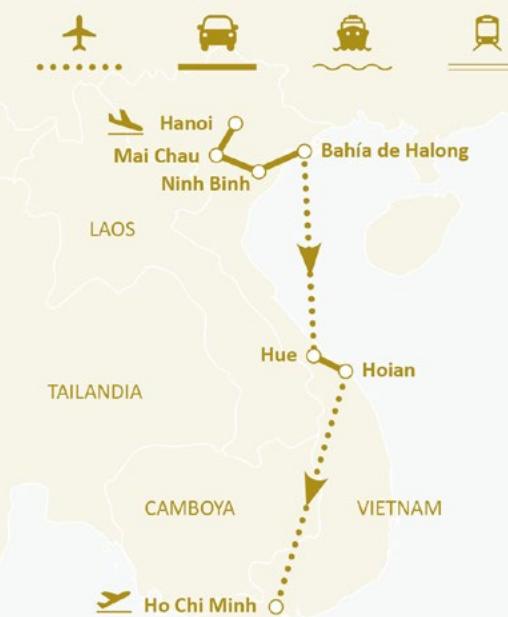 Hanoi
Mai Chau
Bahía de Halong
Ninh Binh
LAOS
Hue
Hoian
TAILANDIA
CAMBOYA
VIETNAM
Ho Chi Minh